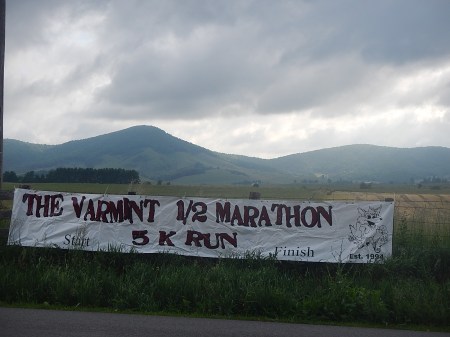 THE VARMINT 1/2 MARATHON
Start 5 K RUN Finish
Est. 1994